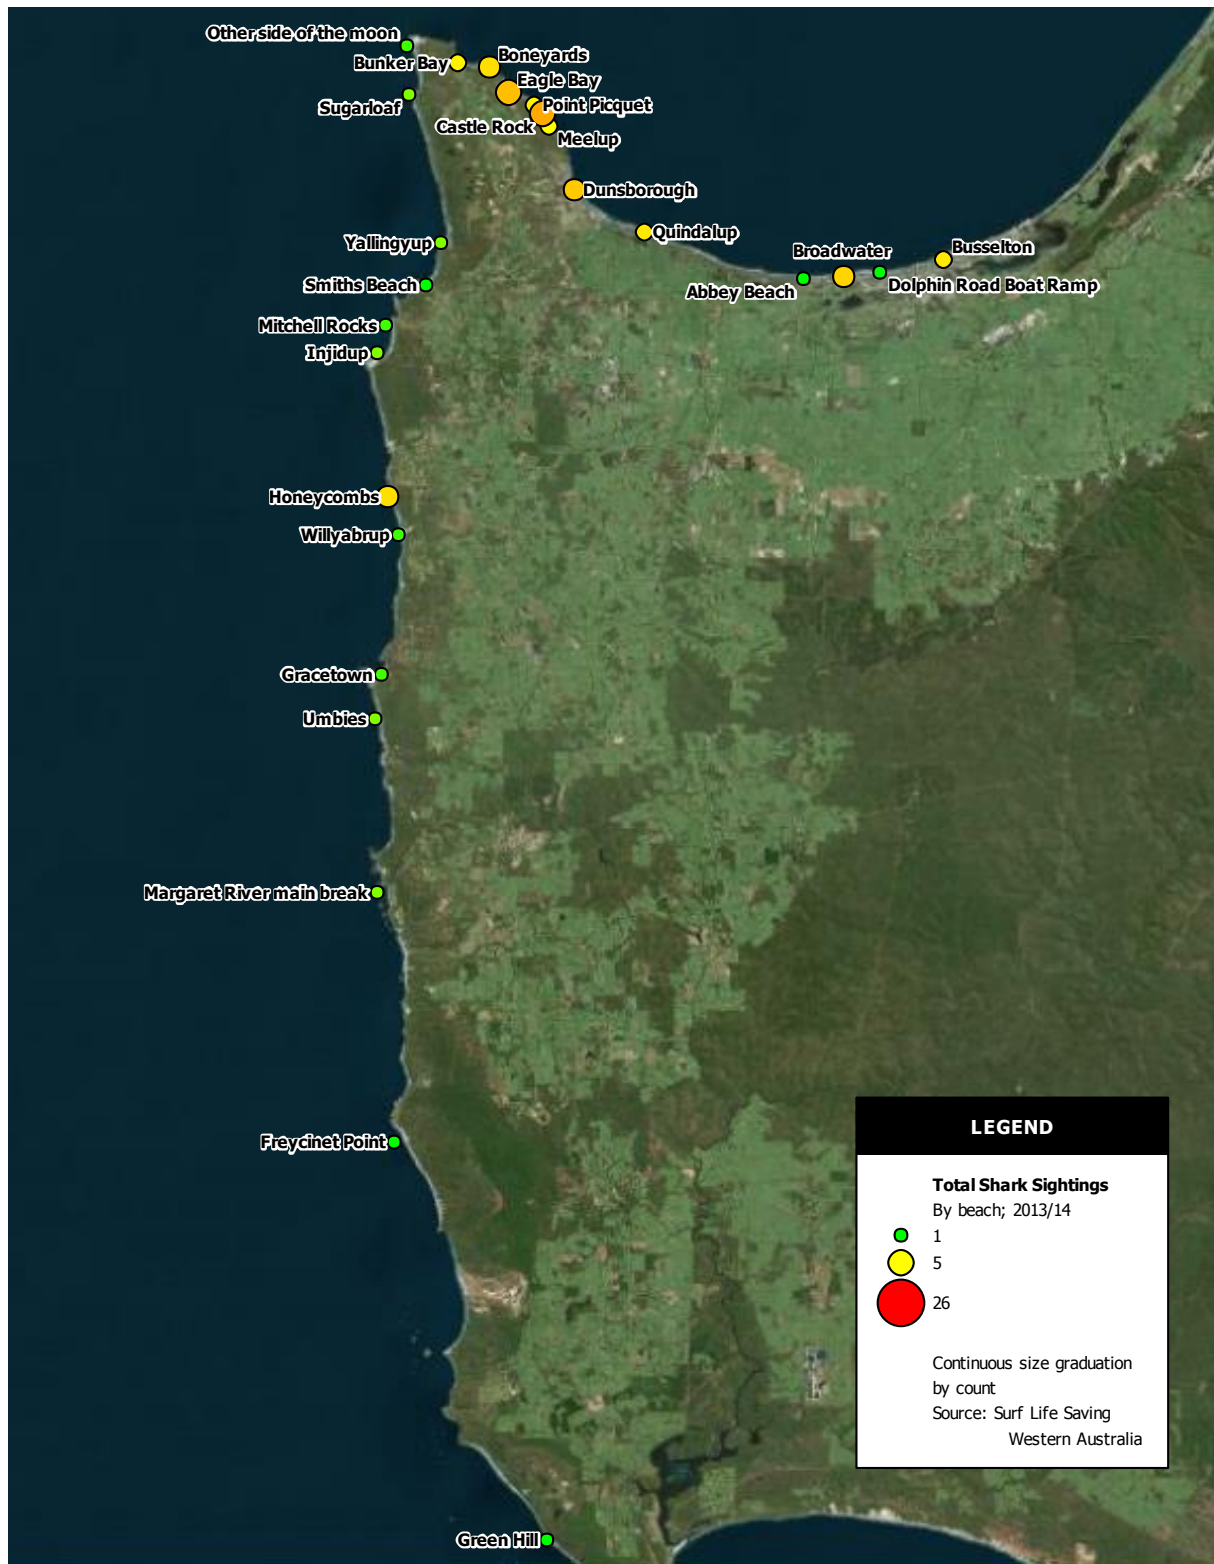 Other side of the moon
Bunker Bay
Boneyards
Eagle Bay
Sugarloaf
Point Picquet
Castle Rock
Meelup
Dunsborough
Quindalup
Yallingyup
Broadwater
Busselton
Smiths Beach
Abbey Beach
Dolphin Road Boat Ramp
Mitchell Rocks
Injidup
Honeycombs
Willyabrup
Gracetown
Umbies
Margaret River main break
Freycinet Point
Green Hill
LEGEND
Total Shark Sightings
By beach; 2013/14
1
5
26
Continuous size graduation
by count
Source: Surf Life Saving
Western Australia